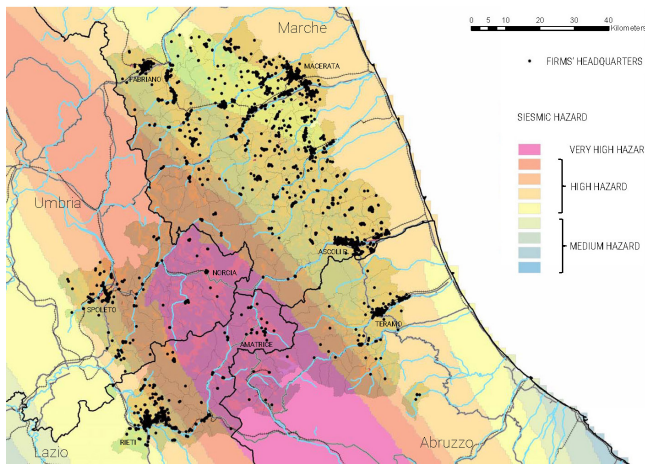 Marche
0 5 10 20 30 40
Kilometers
FIRMS' HEADQUARTERS
MACERATA
FABRIANO
SIESMIC HAZARD
VERY HIGH HAZAR
HIGH HAZARD
Umbria
MEDIUM HAZARD
ASCOLI P.
NORCIA
SPOLETO
TERAMO
AMATRICE
RIETI
Abruzzo
Lazio